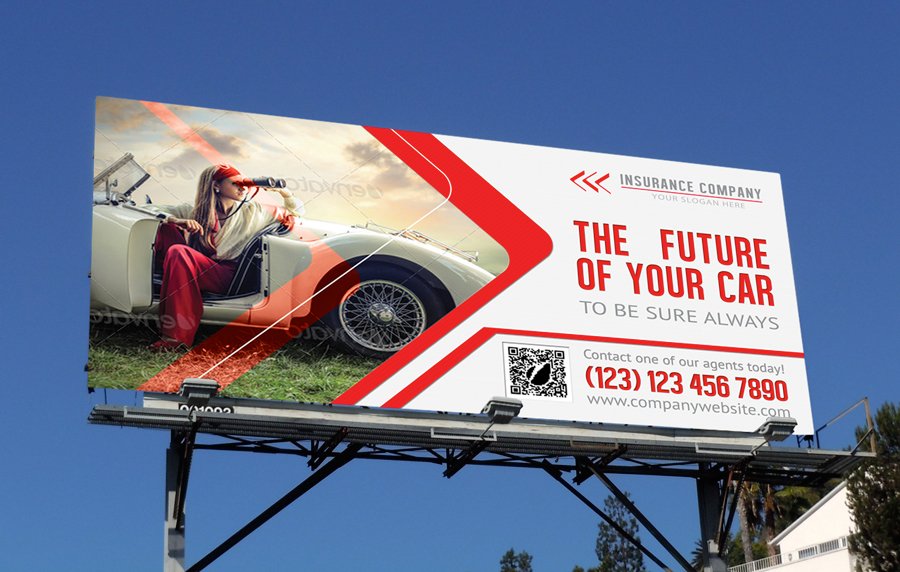 INSURANCE COMPANY
YOUR SLOGAN HERE
THE FUTURE
OF YOUR CAR
TO BE SURE ALWAYS
Contact one of our agents today!
(123) 123 456 7890
www.companywebsite.com
envato